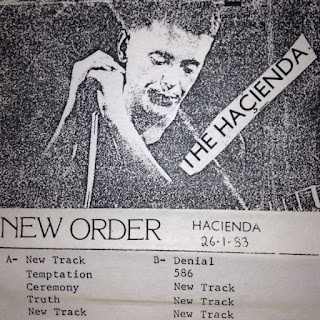 THE HAÇIENDA.
NEW ORDER HACIENDA
26-1-83
A- New Track B- Denial
Temptation 586
Ceremony New Track
Truth New Track
New Track New Track